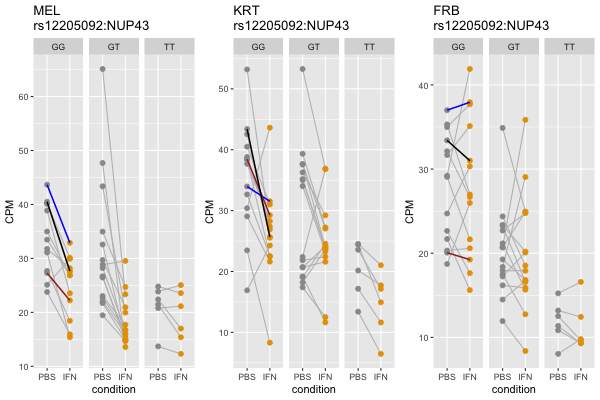 MEL
rs12205092:NUP43
GG GT TT
CPM
60
50
40
30
20
10
PBS IFN PBS IFN PBS IFN
condition
KRT
rs12205092:NUP43
GG GT TT
CPM
50
40
30
20
10
PBS IFN PBS IFN PBS IFN
condition
FRB
rs12205092:NUP43
GG GT TT
CPM
40
30
20
10
PBS IFN PBS IFN PBS IFN
condition